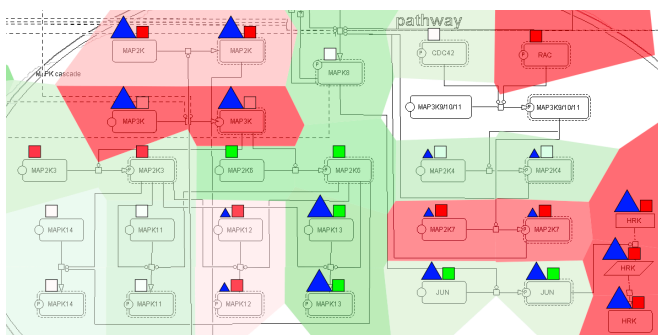 pathway
MAP2K
MAP2K
CDC42
RAC
MAPK9
MAPK cascade
MAP3K9/10/11
MAP3K9/10/11
MAP3K
MAP3K
MAP2K3
MAP2K3
MAP2K6
MAP2K6
MAP2K4
MAP2K4
MAPK14
MAPK11
MAPK12
MAPK13
MAP2K7
MAP2K7
HRK
HRK
MAPK14
MAPK11
MAPK12
MAPK13
JUN
JUN
HRK